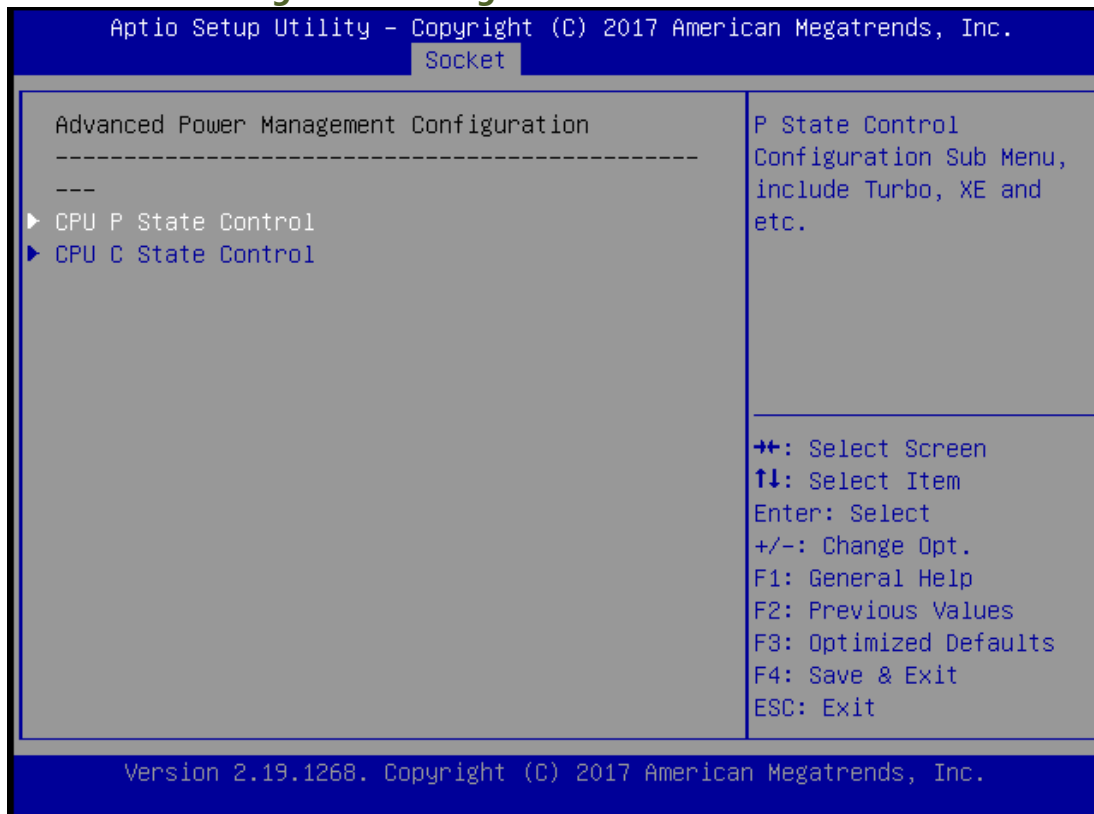 Aptio Setup Utility – Copyright (C) 2017 American Megatrends, Inc.
Socket
Advanced Power Management Configuration
-----------------------------------------------
---
▶ CPU P State Control
▶ CPU C State Control
P State Control
Configuration Sub Menu,
include Turbo, XE and
etc.
→←: Select Screen
↑↓: Select Item
Enter: Select
+/-: Change Opt.
F1: General Help
F2: Previous Values
F3: Optimized Defaults
F4: Save & Exit
ESC: Exit
Version 2.19.1268. Copyright (C) 2017 American Megatrends, Inc.